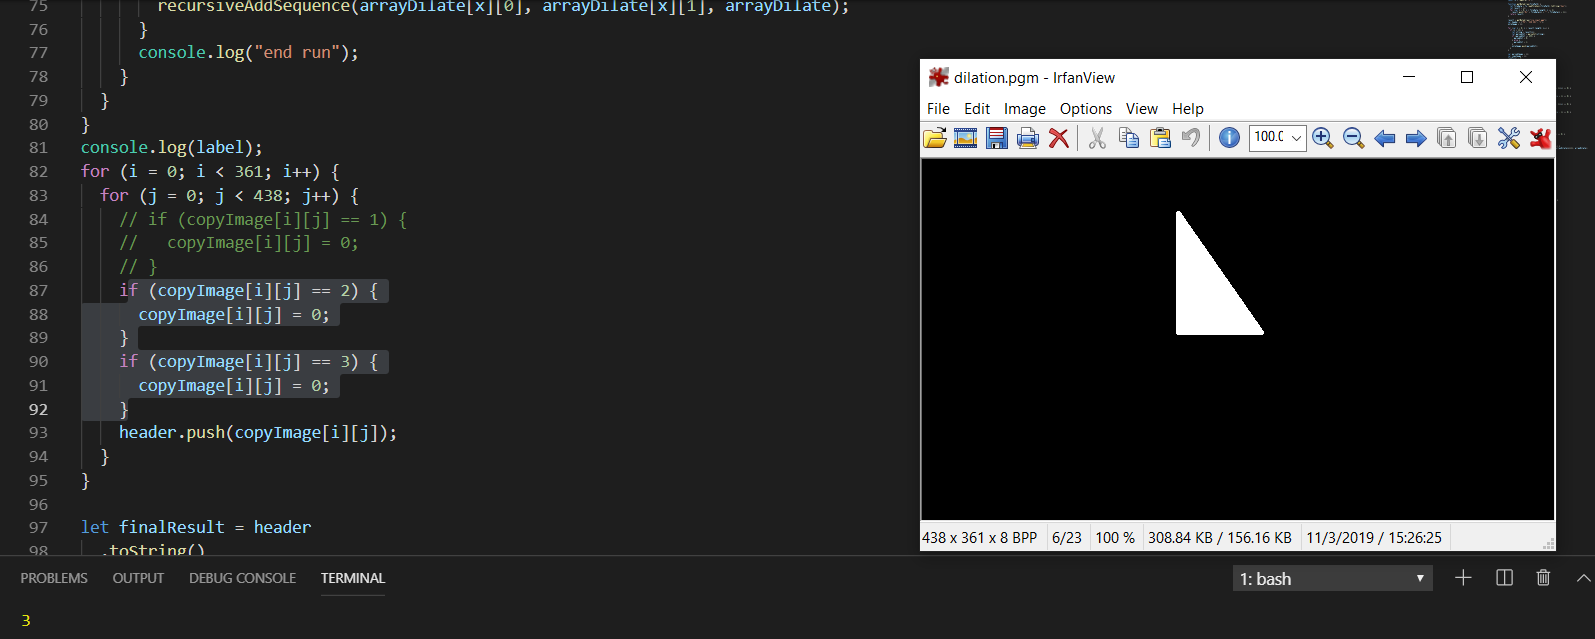 75 recursiveAddSequence(arrayDilate[x][0], arrayDilate[x][1], arrayDilate);
76 }
77 console.log("end run");
78 }
79 }
80 }
81 console.log(label);
82 for (i = 0; i < 361; i++) {
83 for (j = 0; j < 438; j++) {
84 // if (copyImage[i][j] == 1) {
85 //   copyImage[i][j] = 0;
86 // }
87 if (copyImage[i][j] == 2) {
88 copyImage[i][j] = 0;
89 }
90 if (copyImage[i][j] == 3) {
91 copyImage[i][j] = 0;
92 }
93 header.push(copyImage[i][j]);
94 }
95 }
96
97 let finalResult = header
98 .toString()
dilation.pgm - IrfanView
File Edit Image Options View Help
100.0
438 x 361 x 8 BPP 6/23 100 % 308.84 KB / 156.16 KB 11/3/2019 / 15:26:25
PROBLEMS OUTPUT DEBUG CONSOLE TERMINAL 1: bash
3